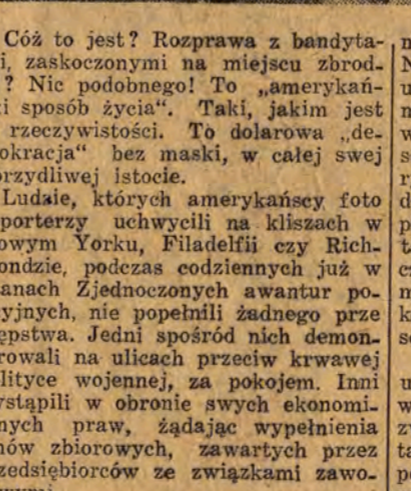 Cóż to jest? Rozprawa z bandyta-
i, zaskoczonymi na miejscu zbrod-
? Nic podobnego! To „amerykań-
i sposób życia“. Taki, jakim jest
rzeczywistości. To dolarowa „de-
okracja“ bez maski, w całej swej
rzydliwej istocie.
Ludzie, których amerykańscy foto
porterzy uchwycili na kliszach w
owym Yorku, Filadelfii czy Rich-
ondzie, podczas codziennych już w
anach Zjednoczonych awantur po-
yjnych, nie popełnili żadnego prze
ępstwa. Jedni spośród nich demon-
rowali na ulicach przeciw krwawej
lityce wojennej, za pokojem. Inni
ystąpili w obronie swych ekonomi-
nych praw, żądając wypełnienia
nów zbiorowych, zawartych przez
zedsiębiorców ze związkami zawo-